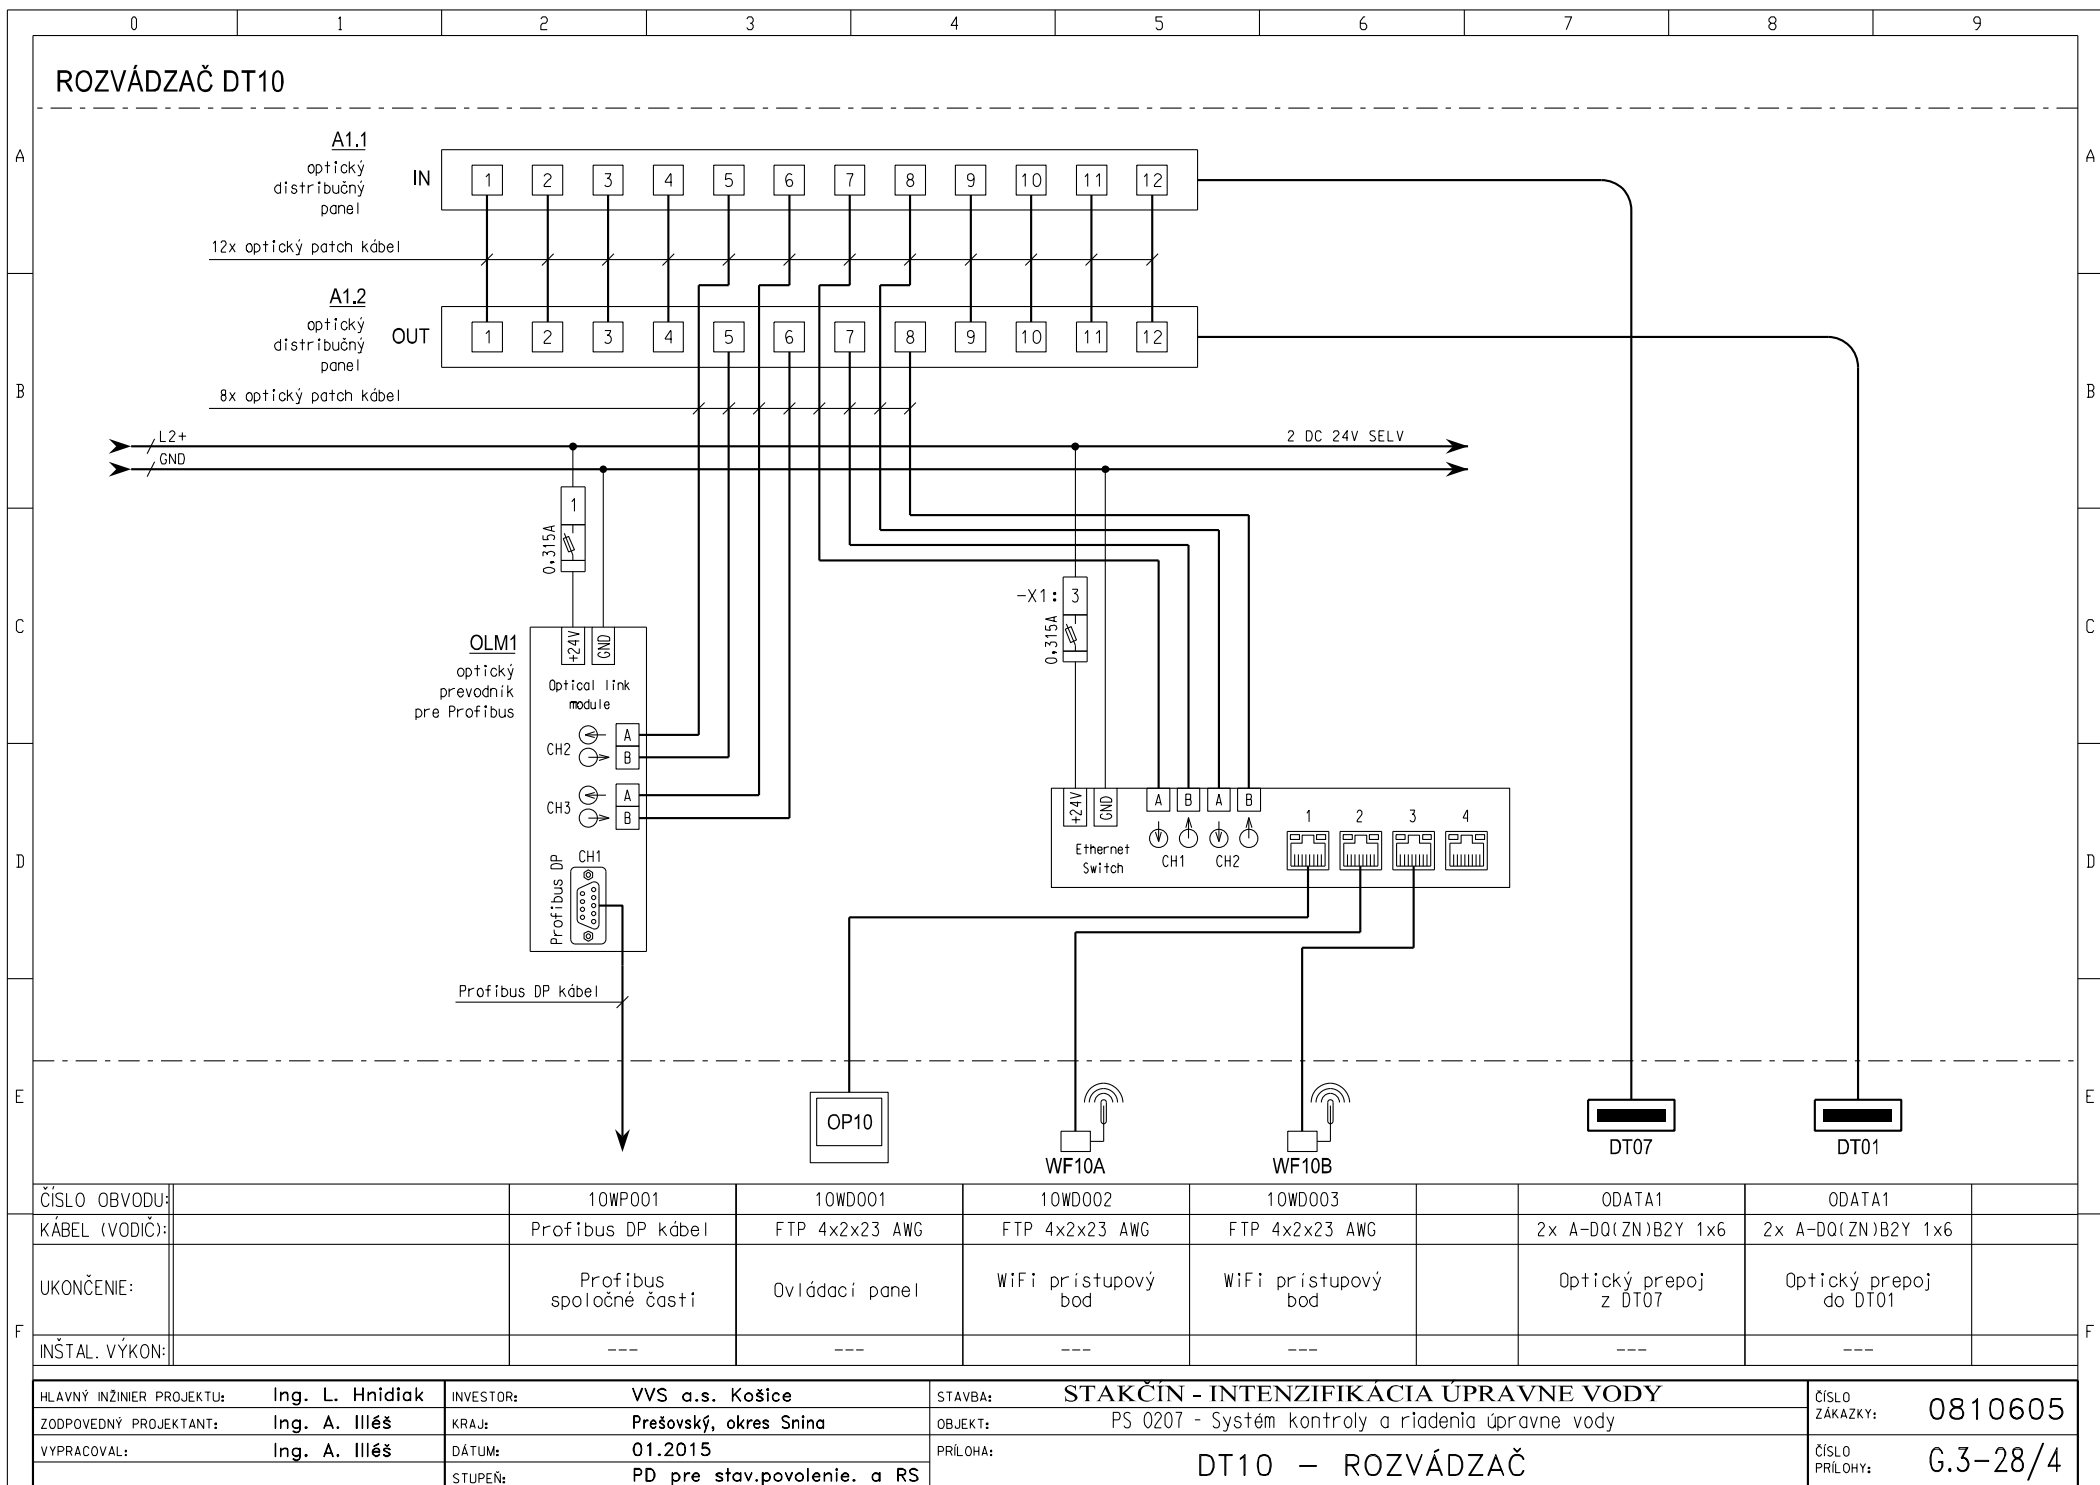 0 1 2 3 4 5 6 7 8 9
ROZVÁDZAČ DT10
A A
A1.1
optický
distribučný
panel
IN
1 2 3 4 5 6 7 8 9 10 11 12
12x optický patch kábel
A1.2
optický
distribučný
panel
OUT
1 2 3 4 5 6 7 8 9 10 11 12
B B
8x optický patch kábel
L2+
2 DC 24V SELV
GND
1
0,315A
-X1: 3
0,315A
C C
OLM1
optický
prevodník
pre Profibus
+24V GND
Optical link
module
CH2 A
B
CH3 A
B
CH1
Profibus DP
+24V GND A B A B
Ethernet
Switch
CH1 CH2
1 2 3 4
D D
Profibus DP kábel
E E
OP10
WF10A
WF10B
DT07
DT01
ČÍSLO OBVODU: 10WP001 10WD001 10WD002 10WD003 ODATA1 ODATA1
KÁBEL (VODIČ): Profibus DP kábel FTP 4x2x23 AWG FTP 4x2x23 AWG FTP 4x2x23 AWG 2x A-DQ(ZN)B2Y 1x6 2x A-DQ(ZN)B2Y 1x6
UKONČENIE:
Profibus
spoločné časti
Ovládací panel
WiFi prístupový
bod
WiFi prístupový
bod
Optický prepoj
z DT07
Optický prepoj
do DT01
F F
INŠTAL. VÝKON: --- --- --- --- --- ---
HLAVNÝ INŽINIER PROJEKTU: Ing. L. Hnidiak
ZODPOVEDNÝ PROJEKTANT: Ing. A. Illéš
VYPRACOVAL: Ing. A. Illéš
INVESTOR: VVS a.s. Košice
KRAJ: Prešovský, okres Snina
DÁTUM: 01.2015
STUPEŇ: PD pre stav.povolenie. a RS
STAVBA: STAKČÍN - INTENZIFIKÁCIA ÚPRAVNE VODY
OBJEKT: PS 0207 - Systém kontroly a riadenia úpravne vody
PRÍLOHA: DT10 – ROZVÁDZAČ
ČÍSLO
ZÁKAZKY: 0810605
ČÍSLO
PRÍLOHY: G.3-28/4